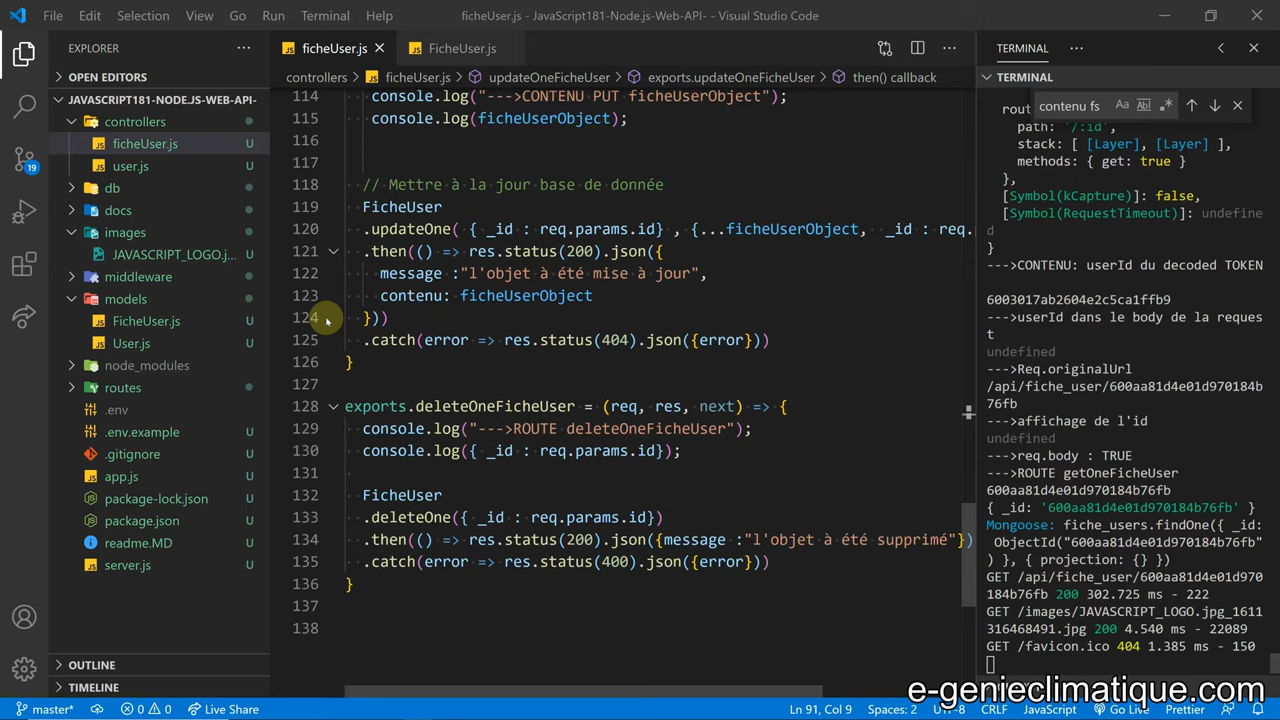 File Edit Selection View Go Run Terminal Help
ficheUser.js - JavaScript181-Node.js-Web-API- - Visual Studio Code
EXPLORER
OPEN EDITORS
JAVASCRIPT181-NODE.JS-WEB-API-
controllers
ficheUser.js U
user.js U
db
docs
images
JAVASCRIPT_LOGO.j... U
middleware
models
FicheUser.js U
User.js U
node_modules
routes
.env
.env.example U
.gitignore U
app.js U
package-lock.json U
package.json U
readme.MD U
server.js U
OUTLINE
TIMELINE
19
ficheUser.js FicheUser.js
controllers > ficheUser.js > updateOneFicheUser > exports.updateOneFicheUser > then() callback
114 console.log("--->CONTENU PUT ficheUserObject");
115 console.log(ficheUserObject);
116
117
118 // Mettre à la jour base de donnée
119 FicheUser
120 .updateOne( { _id : req.params.id} , {...ficheUserObject, _id : req.
121 .then(() => res.status(200).json({
122 message :"l'objet à été mise à jour",
123 contenu: ficheUserObject
124 }))
125 .catch(error => res.status(404).json({error}))
126 }
127
128 exports.deleteOneFicheUser = (req, res, next) => {
129 console.log("--->ROUTE deleteOneFicheUser");
130 console.log({ _id : req.params.id});
131
132 FicheUser
133 .deleteOne({ _id : req.params.id})
134 .then(() => res.status(200).json({message :"l'objet à été supprimé"})
135 .catch(error => res.status(400).json({error}))
136 }
137
138
TERMINAL
TERMINAL
contenu fs Aa Ab .*
rout
path: '/:id',
stack: [ [Layer], [Layer] ],
methods: { get: true }
},
[Symbol(kCapture)]: false,
[Symbol(RequestTimeout)]: undefine
d
}
--->CONTENU: userId du decoded TOKEN
6003017ab2604e2c5ca1ffb9
--->userId dans le body de la reques
t
undefined
--->Req.originalUrl
/api/fiche_user/600aa81d4e01d970184b
76fb
--->affichage de l'id
undefined
--->req.body : TRUE
--->ROUTE getOneFicheUser
600aa81d4e01d970184b76fb
{ _id: '600aa81d4e01d970184b76fb' }
Mongoose: fiche_users.findOne({ _id:
ObjectId("600aa81d4e01d970184b76fb"
) }, { projection: {} })
GET /api/fiche_user/600aa81d4e01d970
184b76fb 200 302.725 ms - 222
GET /images/JAVASCRIPT_LOGO.jpg_1611
316468491.jpg 200 4.540 ms - 22089
GET /favicon.ico 404 1.385 ms - 150
e-genieclimatique.com
master* 0 0 Live Share Ln 91, Col 9 Spaces: 2 UTF-8 CRLF JavaScript Go Live Prettier